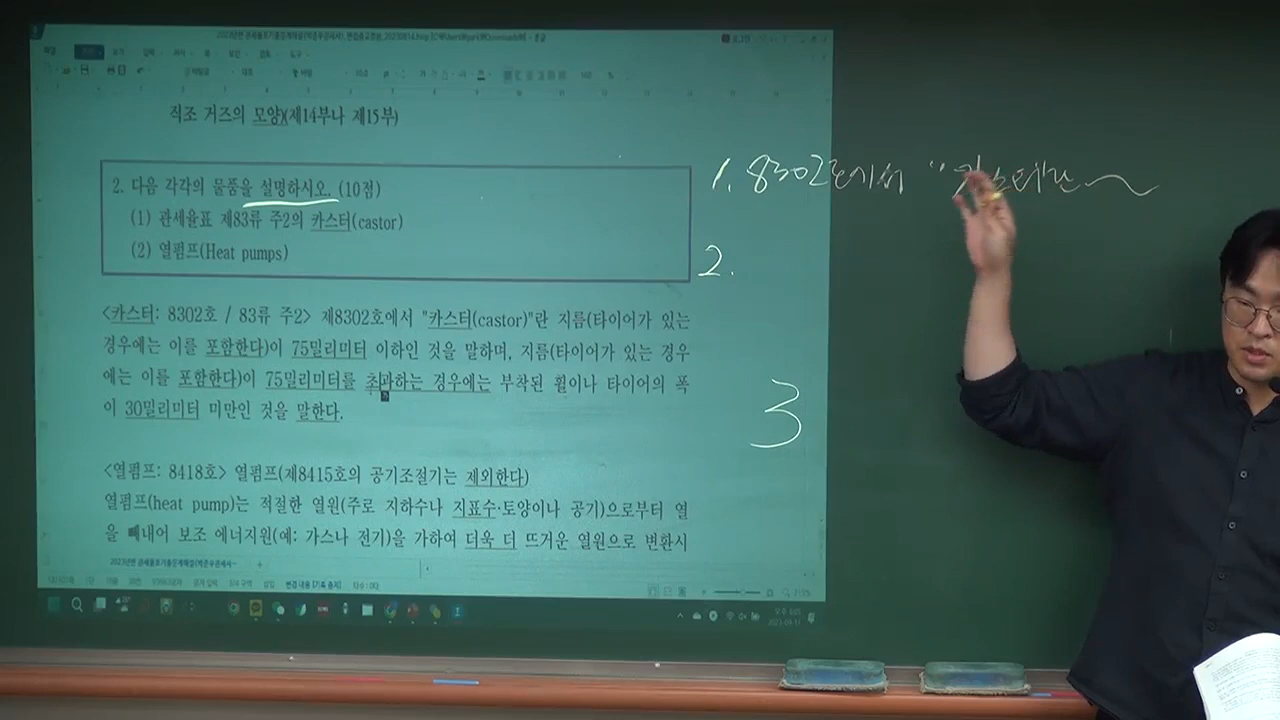 직조 거즈의 모양)(제14부나 제15부)
2. 다음 각각의 물품을 설명하시오. (10점)
(1) 관세율표 제83류 주2의 카스터(castor)
(2) 열펌프(Heat pumps)
<카스터: 8302호 / 83류 주2> 제8302호에서 "카스터(castor)"란 지름(타이어가 있는
경우에는 이를 포함한다)이 75밀리미터 이하인 것을 말하며, 지름(타이어가 있는 경우
에는 이를 포함한다)이 75밀리미터를 초과하는 경우에는 부착된 휠이나 타이어의 폭
이 30밀리미터 미만인 것을 말한다.
<열펌프: 8418호> 열펌프(제8415호의 공기조절기는 제외한다)
열펌프(heat pump)는 적절한 열원(주로 지하수나 지표수·토양이나 공기)으로부터 열
을 빼내어 보조 에너지원(예: 가스나 전기)을 가하여 더욱 더 뜨거운 열원으로 변환시
1. 8302호에서 "카스터란
2.
3